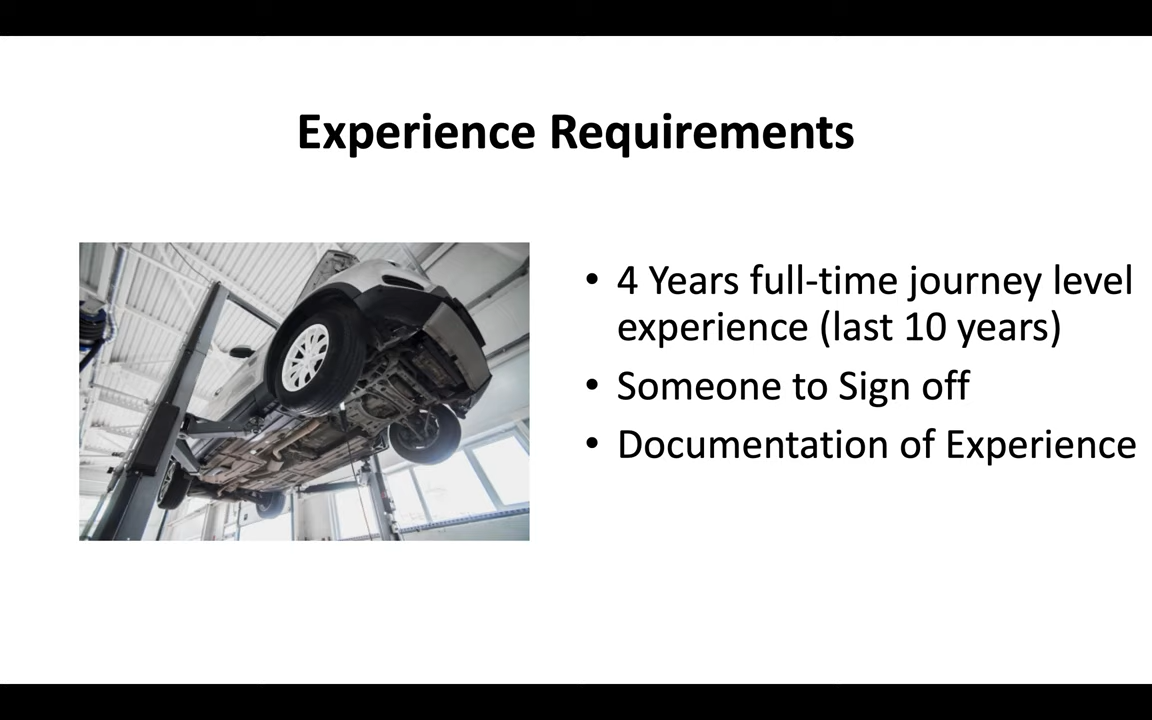 Experience Requirements
• 4 Years full-time journey level
experience (last 10 years)
• Someone to Sign off
• Documentation of Experience